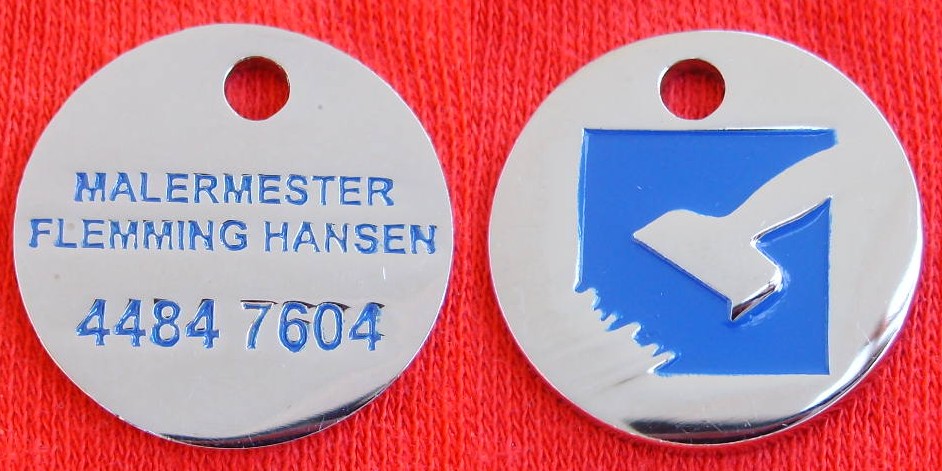 MALERMESTER
FLEMMING HANSEN
4484 7604